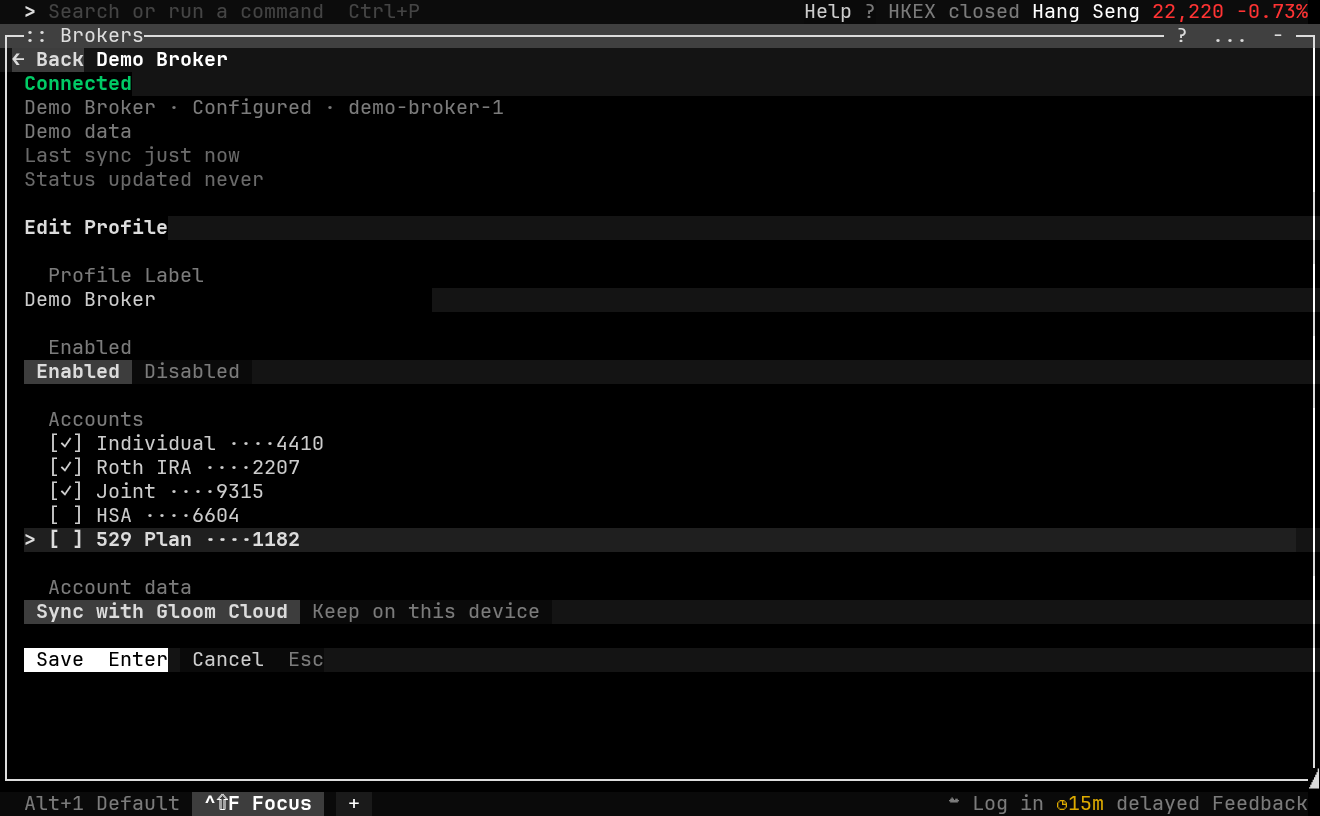 > Search or run a command  Ctrl+P  Help ? HKEX closed Hang Seng 22,220 -0.73%
:: Brokers ? ... -
← Back Demo Broker
Connected
Demo Broker · Configured · demo-broker-1
Demo data
Last sync just now
Status updated never
Edit Profile
Profile Label
Demo Broker
Enabled
Enabled  Disabled
Accounts
[✓] Individual ····4410
[✓] Roth IRA ····2207
[✓] Joint ····9315
[ ] HSA ····6604
> [ ] 529 Plan ····1182
Account data
Sync with Gloom Cloud  Keep on this device
Save  Enter  Cancel  Esc
Alt+1 Default  ^⇧F Focus  +  Log in ◷15m delayed Feedback